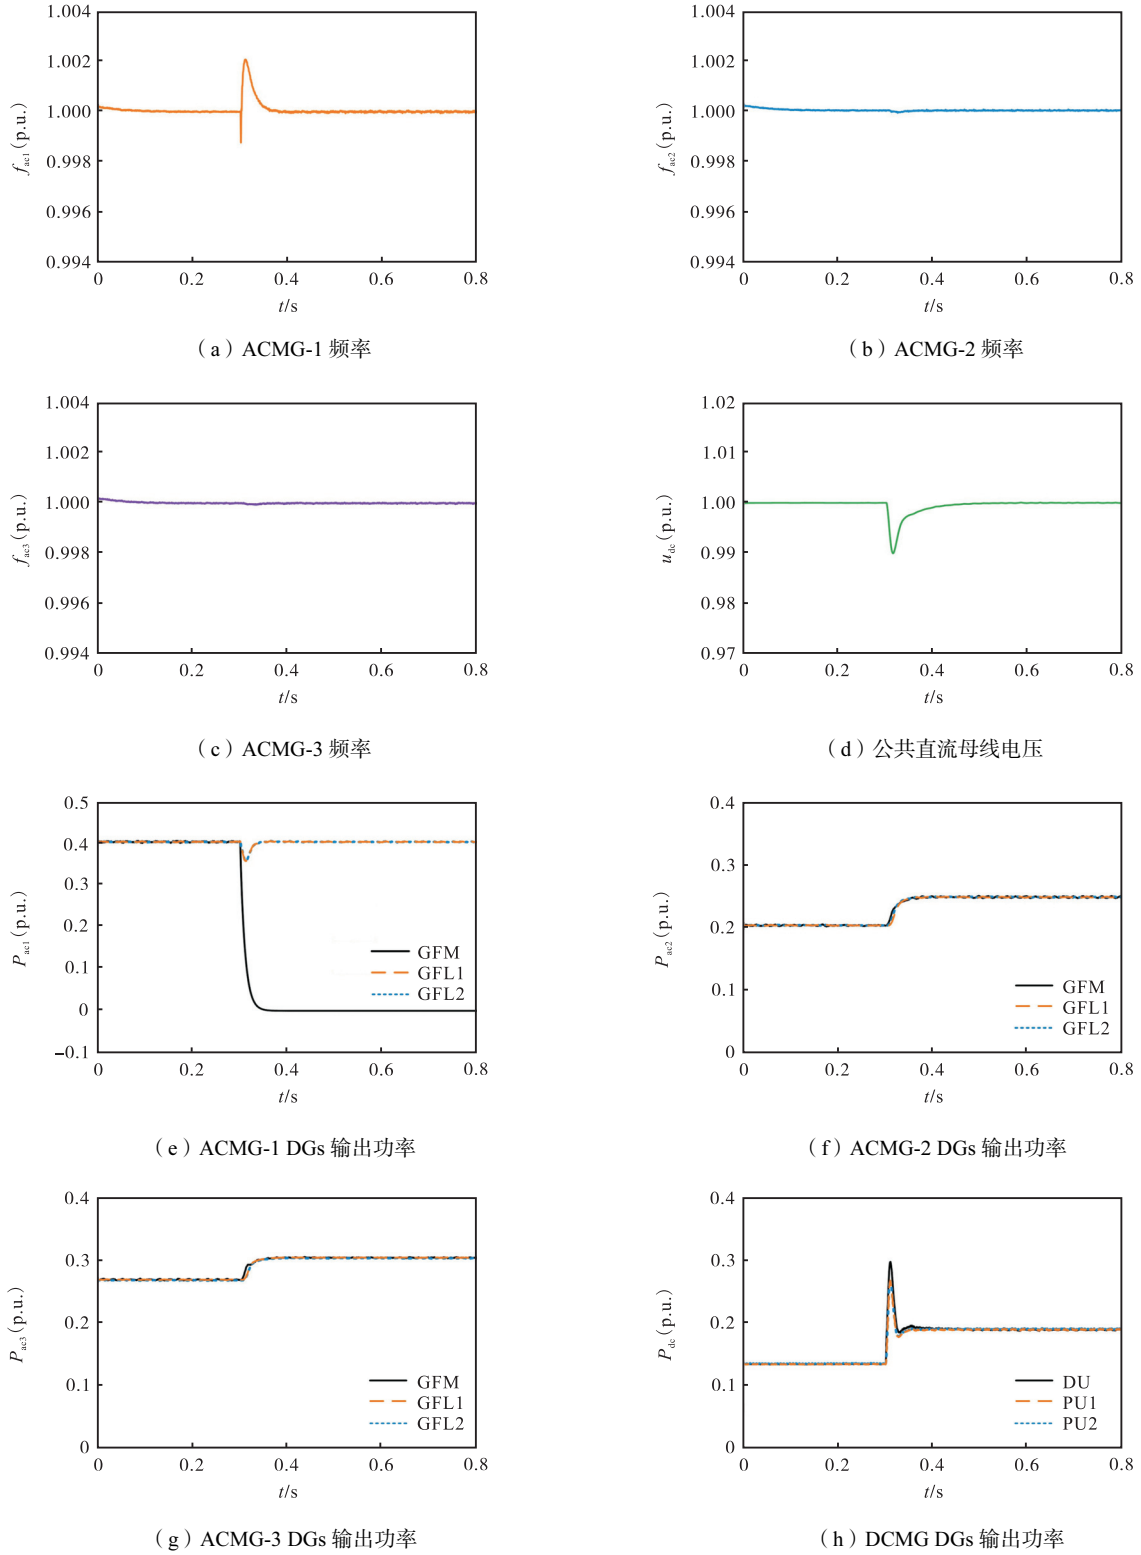 1.004
1.002
1.000
0.998
0.996
0.994
f_ac1(p.u.)
0 0.2 0.4 0.6 0.8
t/s
(a)ACMG-1 频率
1.004
1.002
1.000
0.998
0.996
0.994
f_ac2(p.u.)
0 0.2 0.4 0.6 0.8
t/s
(b)ACMG-2 频率
1.004
1.002
1.000
0.998
0.996
0.994
f_ac3(p.u.)
0 0.2 0.4 0.6 0.8
t/s
(c)ACMG-3 频率
1.02
1.01
1.00
0.99
0.98
0.97
u_dc(p.u.)
0 0.2 0.4 0.6 0.8
t/s
(d)公共直流母线电压
0.5
0.4
0.3
0.2
0.1
0
−0.1
P_ac1(p.u.)
GFM
GFL1
GFL2
0 0.2 0.4 0.6 0.8
t/s
(e)ACMG-1 DGs 输出功率
0.4
0.3
0.2
0.1
0
P_ac2(p.u.)
GFM
GFL1
GFL2
0 0.2 0.4 0.6 0.8
t/s
(f)ACMG-2 DGs 输出功率
0.4
0.3
0.2
0.1
0
P_ac3(p.u.)
GFM
GFL1
GFL2
0 0.2 0.4 0.6 0.8
t/s
(g)ACMG-3 DGs 输出功率
0.4
0.3
0.2
0.1
0
P_dc(p.u.)
DU
PU1
PU2
0 0.2 0.4 0.6 0.8
t/s
(h)DCMG DGs 输出功率